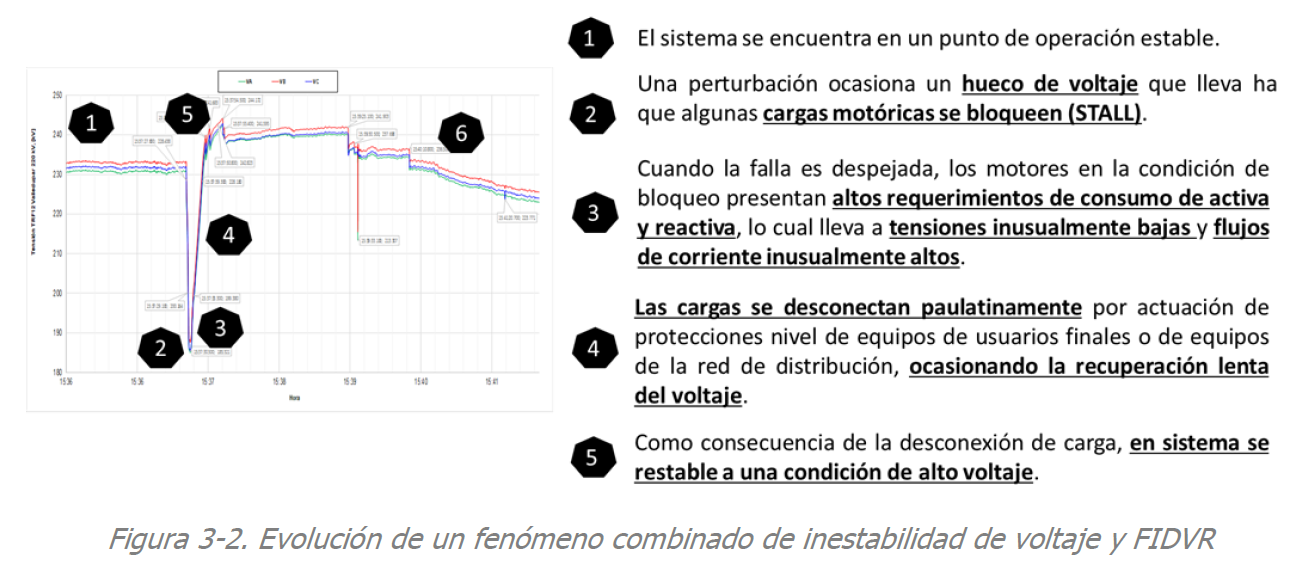 VA VB VC
1
El sistema se encuentra en un punto de operación estable.
2
Una perturbación ocasiona un hueco de voltaje que lleva ha
que algunas cargas motóricas se bloqueen (STALL).
3
Cuando la falla es despejada, los motores en la condición de
bloqueo presentan altos requerimientos de consumo de activa
y reactiva, lo cual lleva a tensiones inusualmente bajas y flujos
de corriente inusualmente altos.
4
Las cargas se desconectan paulatinamente por actuación de
protecciones nivel de equipos de usuarios finales o de equipos
de la red de distribución, ocasionando la recuperación lenta
del voltaje.
5
Como consecuencia de la desconexión de carga, en sistema se
restable a una condición de alto voltaje.
250
240
230
220
210
200
190
180
1
5
6
4
3
2
15:36 15:36 15:37 15:38 15:39 15:40 15:41
Hora
Figura 3-2. Evolución de un fenómeno combinado de inestabilidad de voltaje y FIDVR